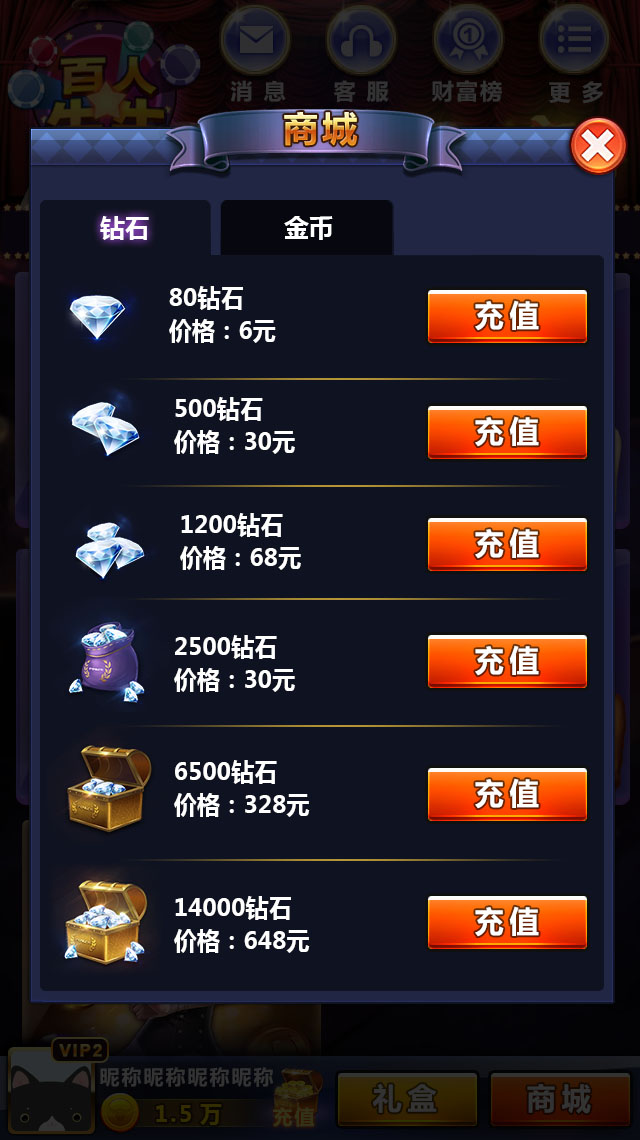 百人
牛牛
消息
客服
财富榜
更多
商城
钻石
金币
80钻石
价格：6元
充值
500钻石
价格：30元
充值
1200钻石
价格：68元
充值
2500钻石
价格：30元
充值
6500钻石
价格：328元
充值
14000钻石
价格：648元
充值
VIP2
昵称昵称昵称昵称
1.5万
充值
礼盒
商城